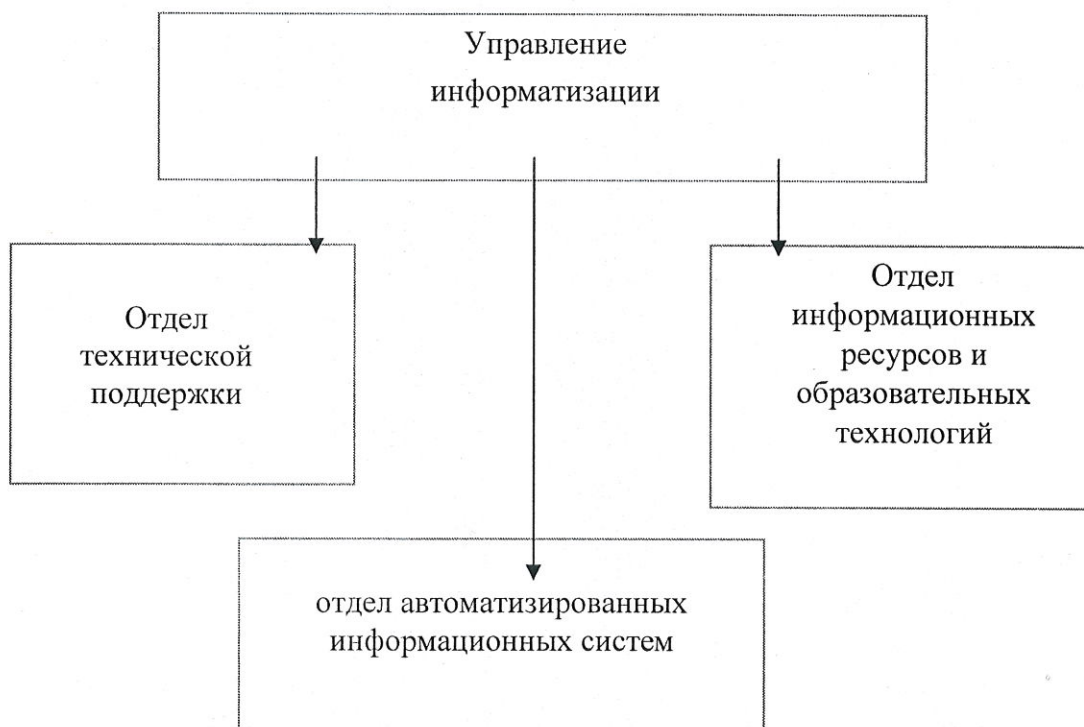 Управление
информатизации
Отдел
технической
поддержки
Отдел
информационных
ресурсов и
образовательных
технологий
отдел автоматизированных
информационных систем